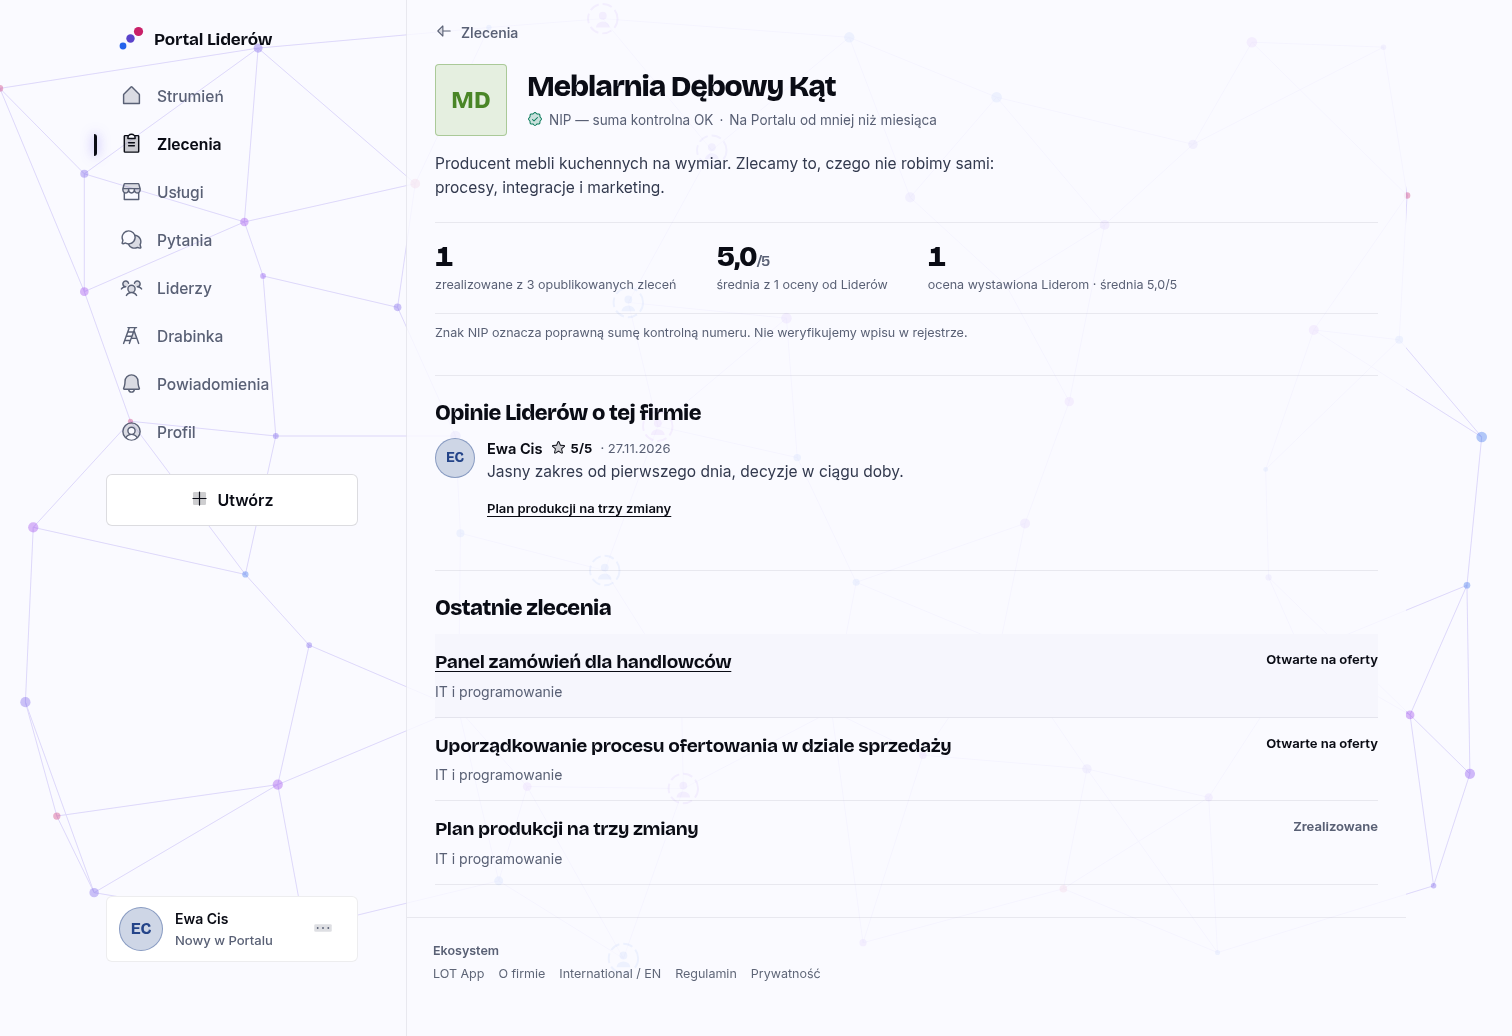 Portal Liderów
Strumień
Zlecenia
Usługi
Pytania
Liderzy
Drabinka
Powiadomienia
Profil
Utwórz
EC
Ewa Cis
Nowy w Portalu
Zlecenia
MD
Meblarnia Dębowy Kąt
NIP — suma kontrolna OK · Na Portalu od mniej niż miesiąca
Producent mebli kuchennych na wymiar. Zlecamy to, czego nie robimy sami:
procesy, integracje i marketing.
1
zrealizowane z 3 opublikowanych zleceń
5,0/5
średnia z 1 oceny od Liderów
1
ocena wystawiona Liderom · średnia 5,0/5
Znak NIP oznacza poprawną sumę kontrolną numeru. Nie weryfikujemy wpisu w rejestrze.
Opinie Liderów o tej firmie
EC
Ewa Cis 5/5 · 27.11.2026
Jasny zakres od pierwszego dnia, decyzje w ciągu doby.
Plan produkcji na trzy zmiany
Ostatnie zlecenia
Panel zamówień dla handlowców
Otwarte na oferty
IT i programowanie
Uporządkowanie procesu ofertowania w dziale sprzedaży
Otwarte na oferty
IT i programowanie
Plan produkcji na trzy zmiany
Zrealizowane
IT i programowanie
Ekosystem
LOT App O firmie International / EN Regulamin Prywatność